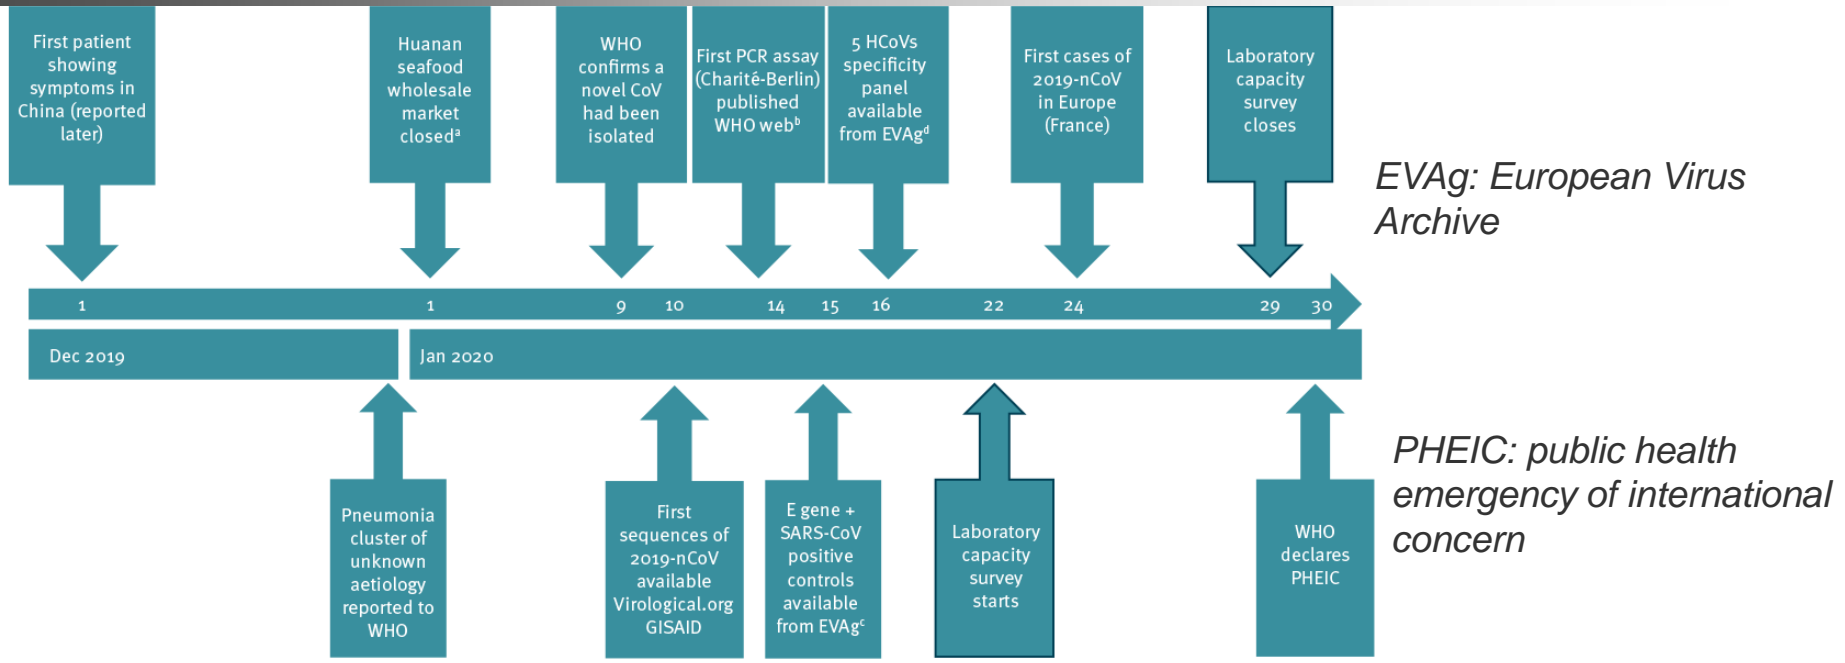 First patient
showing
symptoms in
China (reported
later)
Huanan
seafood
wholesale
market
closedᵃ
WHO
confirms a
novel CoV
had been
isolated
First PCR assay
(Charité-Berlin)
published
WHO webᵇ
5 HCoVs
specificity
panel
available
from EVAgᵈ
First cases of
2019-nCoV
in Europe
(France)
Laboratory
capacity
survey
closes
EVAg: European Virus
Archive
1 1 9 10 14 15 16 22 24 29 30
Dec 2019 Jan 2020
Pneumonia
cluster of
unknown
aetiology
reported to
WHO
First
sequences of
2019-nCoV
available
Virological.org
GISAID
E gene +
SARS-CoV
positive
controls
available
from EVAgᶜ
Laboratory
capacity
survey
starts
WHO
declares
PHEIC
PHEIC: public health
emergency of international
concern